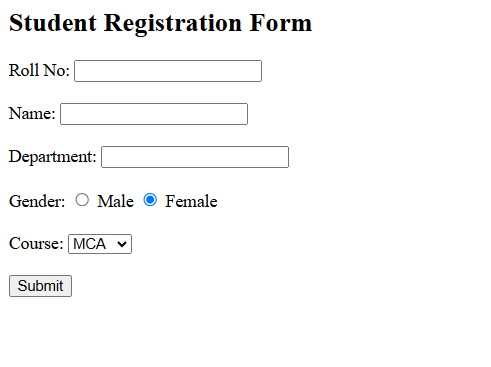 Student Registration Form
Roll No:
Name:
Department:
Gender: Male Female
Course: MCA
Submit